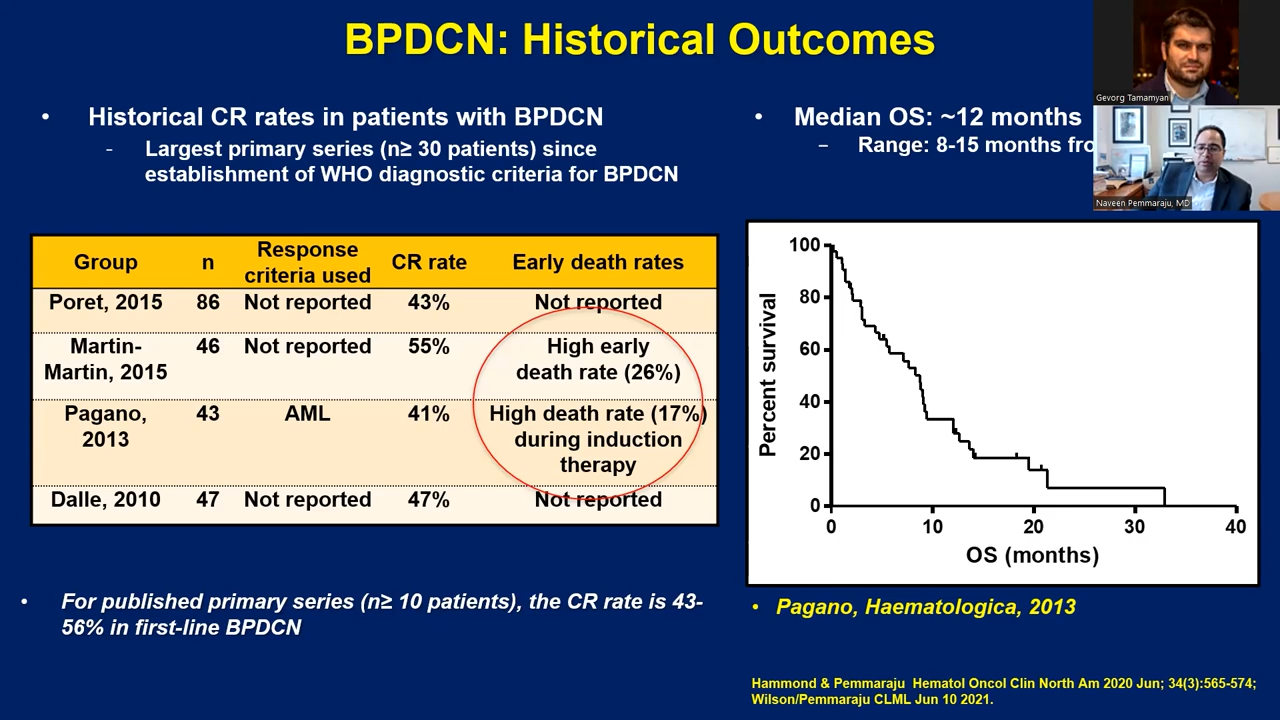 BPDCN: Historical Outcomes
Gevorg Tamamyan
Naveen Pemmaraju, MD
• Historical CR rates in patients with BPDCN
- Largest primary series (n≥ 30 patients) since
establishment of WHO diagnostic criteria for BPDCN
• Median OS: ~12 months
– Range: 8-15 months
Group n Response criteria used CR rate Early death rates
Poret, 2015 86 Not reported 43% Not reported
Martin-
Martin, 2015 46 Not reported 55% High early
death rate (26%)
Pagano,
2013 43 AML 41% High death rate (17%)
during induction
therapy
Dalle, 2010 47 Not reported 47% Not reported
• For published primary series (n≥ 10 patients), the CR rate is 43-
56% in first-line BPDCN
Percent survival
100
80
60
40
20
0
0 10 20 30 40
OS (months)
• Pagano, Haematologica, 2013
Hammond & Pemmaraju Hematol Oncol Clin North Am 2020 Jun; 34(3):565-574;
Wilson/Pemmaraju CLML Jun 10 2021.